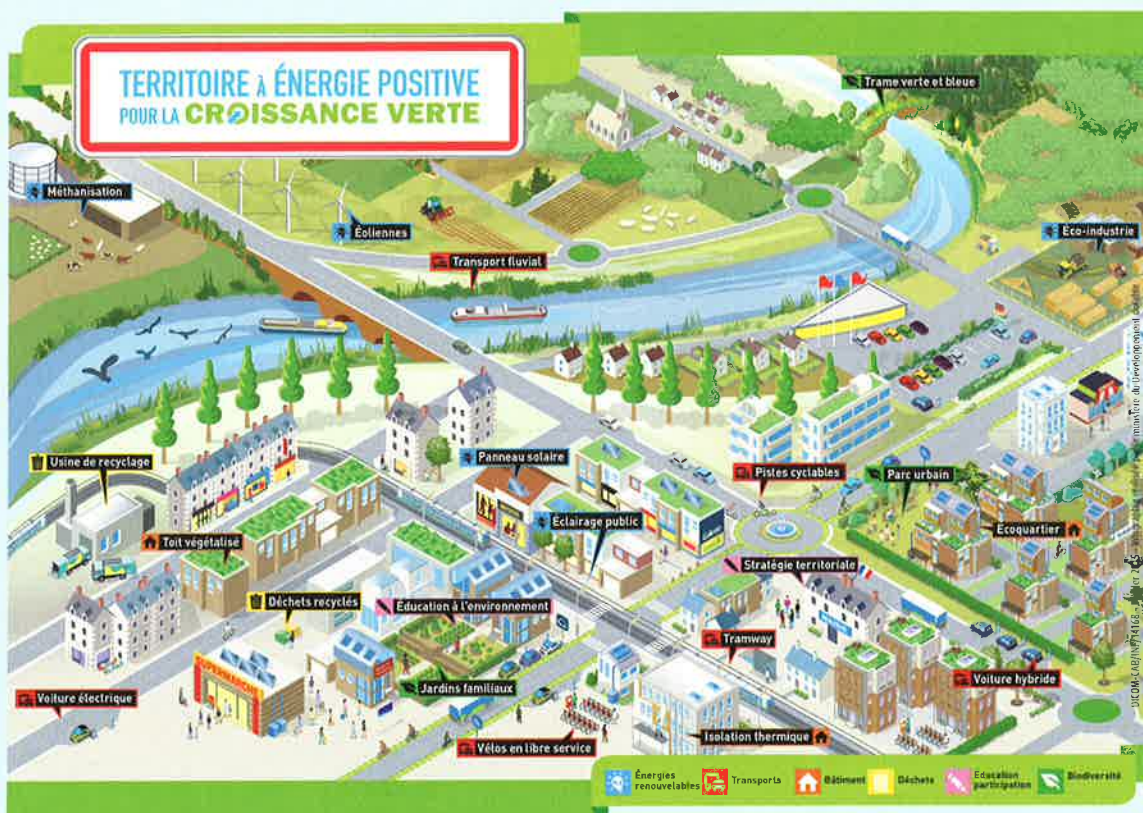 TERRITOIRE À ÉNERGIE POSITIVE
POUR LA CROISSANCE VERTE
Trame verte et bleue
Méthanisation
Éoliennes
Éco-industrie
Transport fluvial
Usine de recyclage
Panneau solaire
Pistes cyclables
Parc urbain
Éclairage public
Écoquartier
Toit végétalisé
Stratégie territoriale
Déchets recyclés
Éducation à l'environnement
Tramway
SUPERMARCHÉ
Jardins familiaux
Voiture hybride
Voiture électrique
Vélos en libre service
Isolation thermique
Énergies
renouvelables
Transports
Bâtiment
Déchets
Éducation
participation
Biodiversité